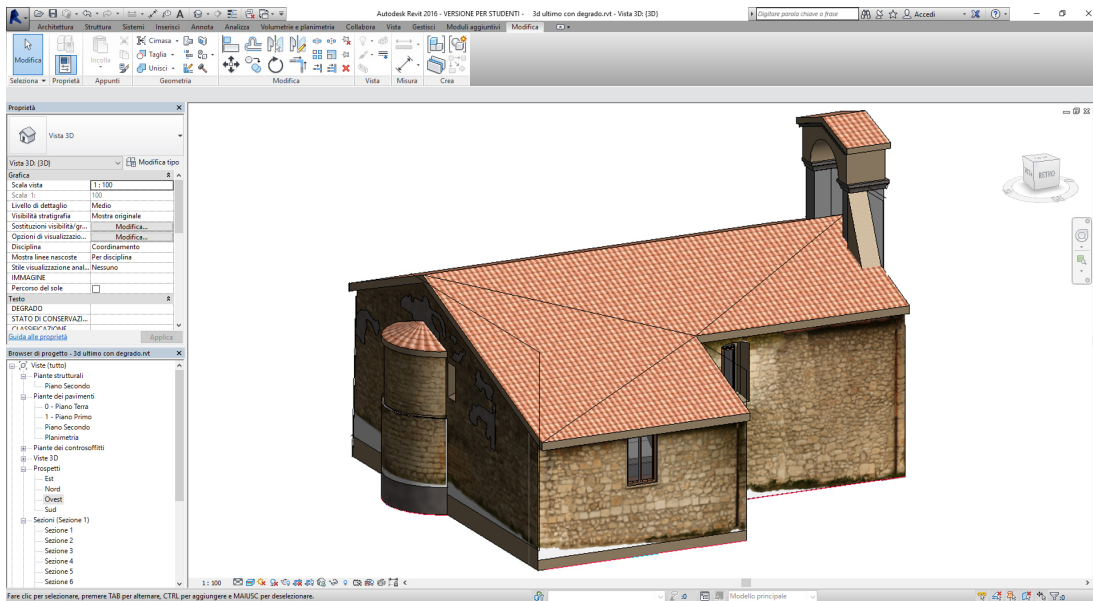 Autodesk Revit 2016 - VERSIONE PER STUDENTI - 3d ultimo con degrado.rvt - Vista 3D: {3D}
Digitare parola chiave o frase
Accedi
Architettura Struttura Sistemi Inserisci Annota Analizza Volumetrie e planimetria Collabora Vista Gestisci Moduli aggiuntivi Modifica
Modifica
Incolla
Cimasa
Taglia
Unisci
Seleziona Proprietà Appunti Geometria Modifica Vista Misura Crea
Proprietà
Vista 3D
Vista 3D: {3D}
Modifica tipo
Grafica
Scala vista 1 : 100
Scala 1: 100
Livello di dettaglio Medio
Visibilità stratigrafia Mostra originale
Sostituzioni visibilità/gr... Modifica...
Opzioni di visualizzazio... Modifica...
Disciplina Coordinamento
Mostra linee nascoste Per disciplina
Stile visualizzazione anal... Nessuno
IMMAGINE
Percorso del sole
Testo
DEGRADO
STATO DI CONSERVAZI...
CLASSIFICAZIONE
Guida alle proprietà
Applica
Browser di progetto - 3d ultimo con degrado.rvt
Viste (tutto)
Piante strutturali
Piano Secondo
Piante dei pavimenti
0 - Piano Terra
1 - Piano Primo
Piano Secondo
Planimetria
Piante dei controsoffitti
Viste 3D
Prospetti
Est
Nord
Ovest
Sud
Sezioni (Sezione 1)
Sezione 1
Sezione 2
Sezione 3
Sezione 4
Sezione 5
Sezione 6
RETRO
1 : 100
Fare clic per selezionare, premere TAB per alternare, CTRL per aggiungere e MAIUSC per deselezionare.
:0
Modello principale
:0